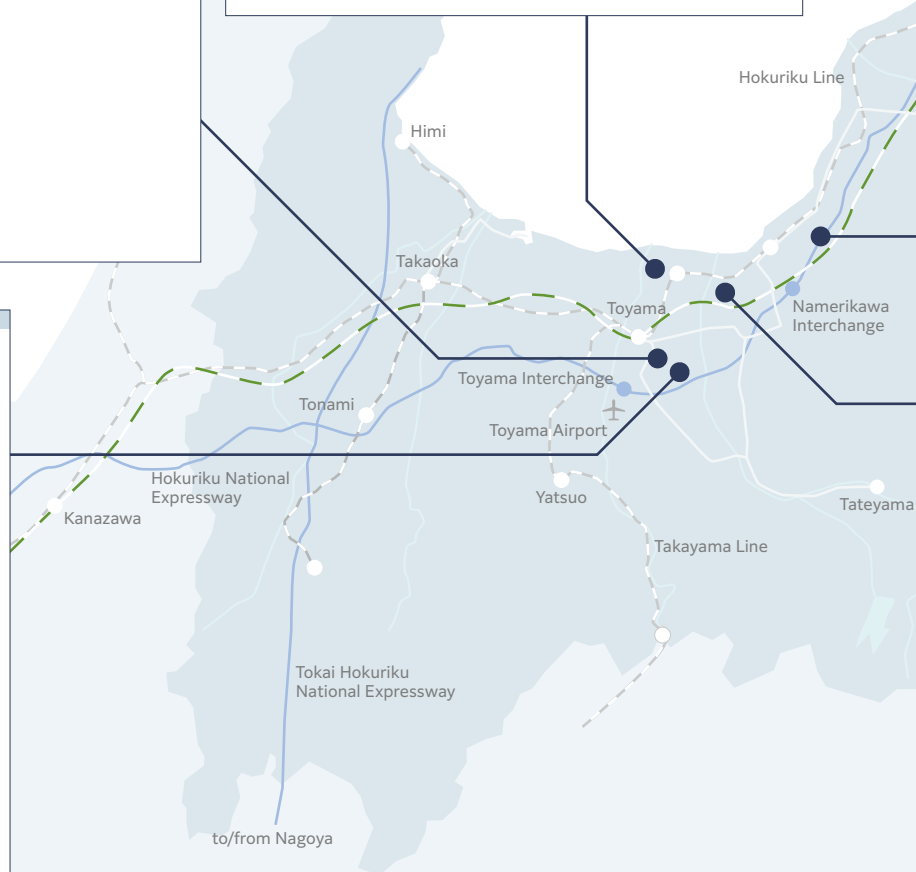 Hokuriku Line
Himi
Takaoka
Toyama
Namerikawa
Interchange
Toyama Interchange
Tonami
Toyama Airport
Hokuriku National
Expressway
Yatsuo
Tateyama
Kanazawa
Takayama Line
Tokai Hokuriku
National Expressway
to/from Nagoya